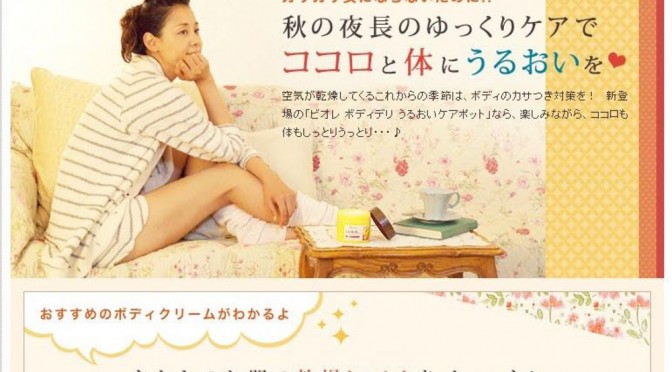 秋の夜長のゆっくりケアで
ココロと体にうるおいを♥
空気が乾燥してくるこれからの季節は、ボディのカサつき対策を！　新登
場の「ビオレ ボディデリ うるおいケアポット」なら、楽しみながら、ココロも
体もしっとりうっとり・・・♪
おすすめのボディクリームがわかるよ